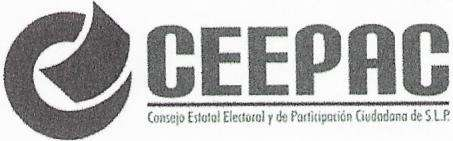 CEEPAC
Consejo Estatal Electoral y de Participación Ciudadana de S.L.P.